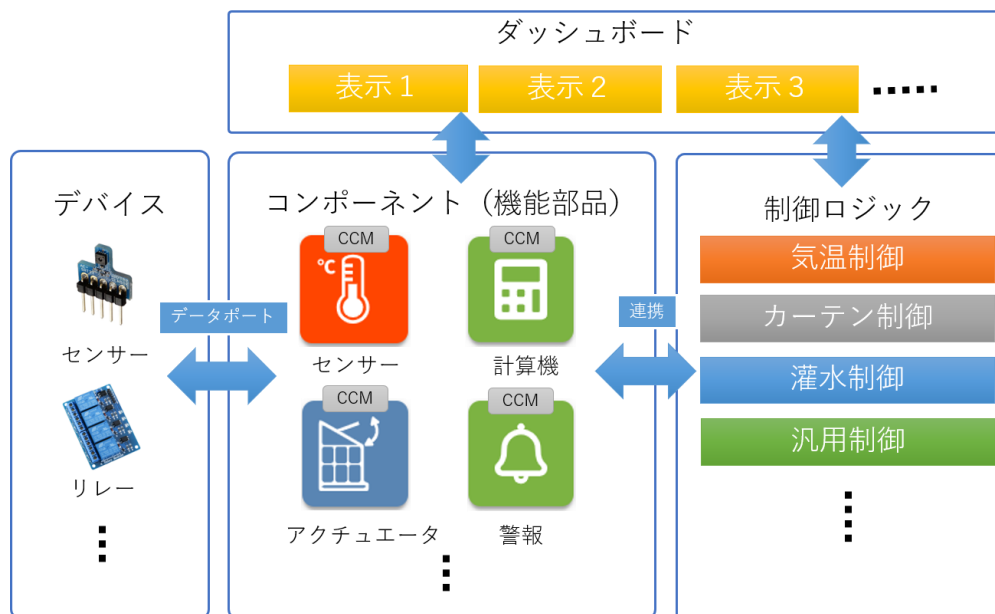 ダッシュボード
表示１
表示２
表示３
デバイス
センサー
リレー
データポート
コンポーネント（機能部品）
CCM
センサー
CCM
計算機
CCM
アクチュエータ
CCM
警報
連携
制御ロジック
気温制御
カーテン制御
灌水制御
汎用制御
℃